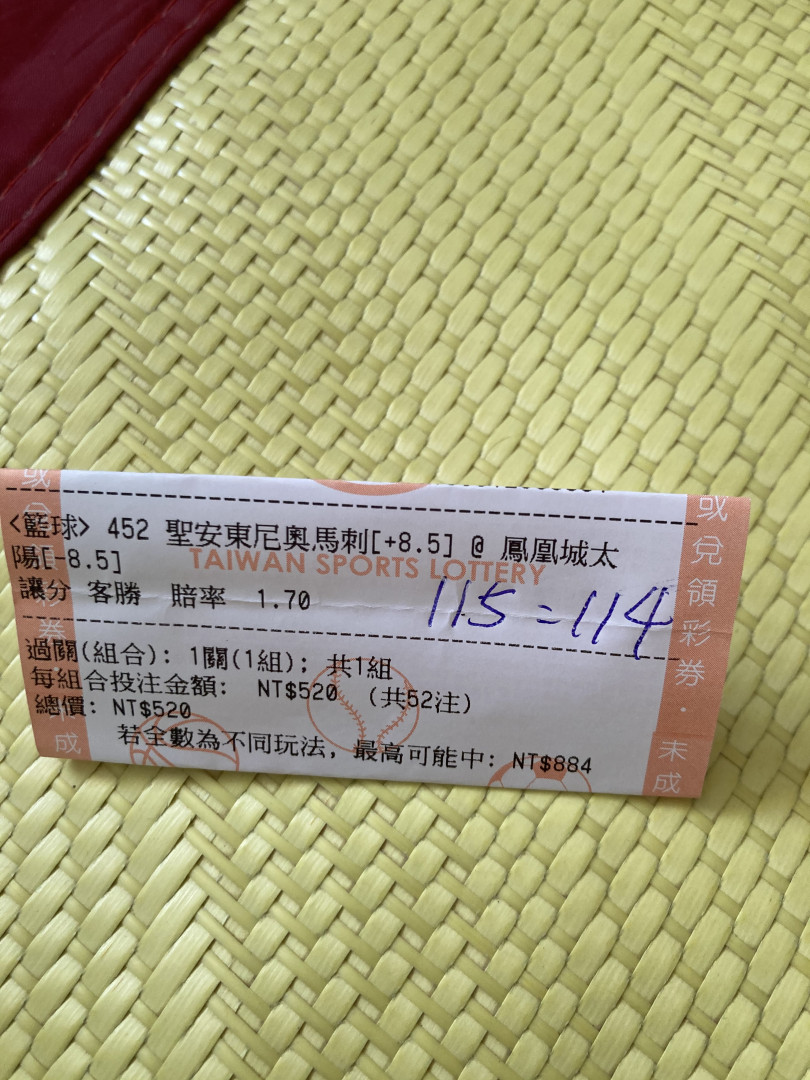 <籃球> 452 聖安東尼奧馬刺[+8.5] @ 鳳凰城太
陽[-8.5]
TAIWAN SPORTS LOTTERY
讓分 客勝 賠率 1.70
115=114
過關(組合): 1關(1組); 共1組
每組合投注金額: NT$520 (共52注)
總價: NT$520
若全數為不同玩法, 最高可能中: NT$884
或兌領彩券·未成